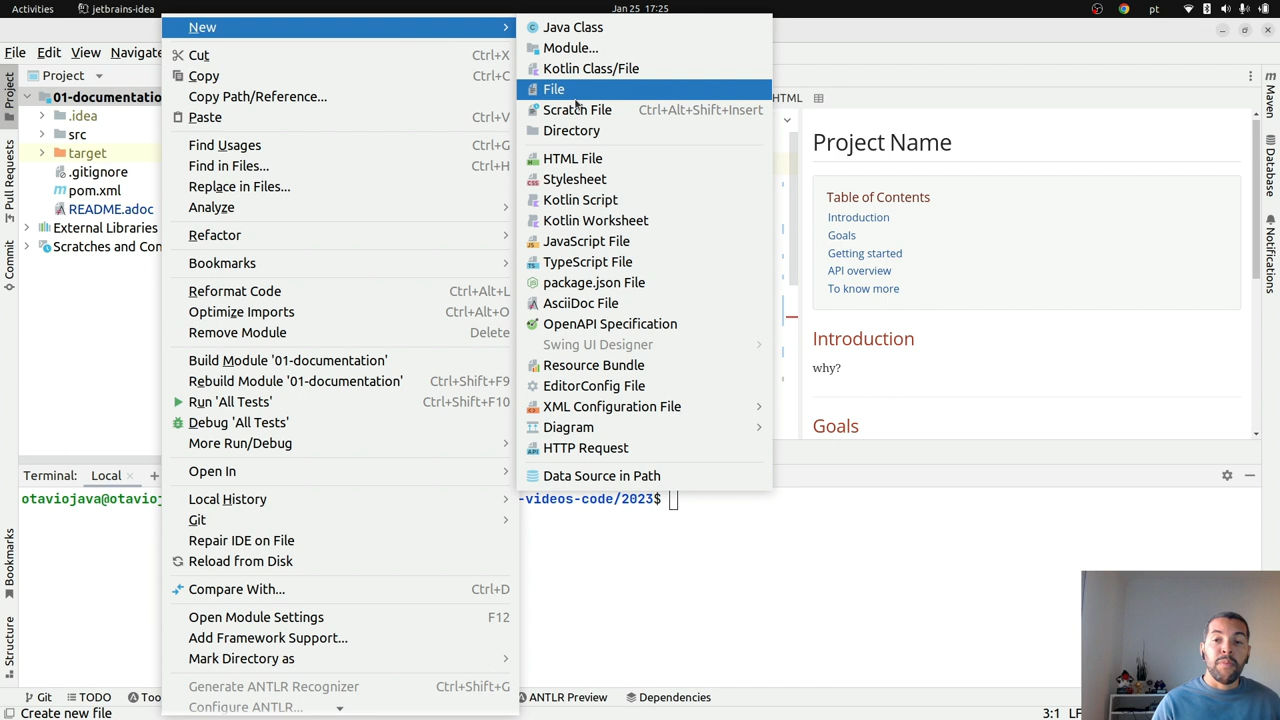 Activities
jetbrains-idea
Jan 25 17:25
pt
File Edit View Navigate
Project
01-documentatio
.idea
src
target
.gitignore
pom.xml
README.adoc
External Libraries
Scratches and Con
Project
Pull Requests
Commit
Bookmarks
Structure
New
Cut Ctrl+X
Copy Ctrl+C
Copy Path/Reference...
Paste Ctrl+V
Find Usages Ctrl+G
Find in Files... Ctrl+H
Replace in Files...
Analyze
Refactor
Bookmarks
Reformat Code Ctrl+Alt+L
Optimize Imports Ctrl+Alt+O
Remove Module Delete
Build Module '01-documentation'
Rebuild Module '01-documentation' Ctrl+Shift+F9
Run 'All Tests' Ctrl+Shift+F10
Debug 'All Tests'
More Run/Debug
Open In
Local History
Git
Repair IDE on File
Reload from Disk
Compare With... Ctrl+D
Open Module Settings F12
Add Framework Support...
Mark Directory as
Generate ANTLR Recognizer Ctrl+Shift+G
Configure ANTLR...
Java Class
Module...
Kotlin Class/File
File
Scratch File Ctrl+Alt+Shift+Insert
Directory
HTML File
Stylesheet
Kotlin Script
Kotlin Worksheet
JavaScript File
TypeScript File
package.json File
AsciiDoc File
OpenAPI Specification
Swing UI Designer
Resource Bundle
EditorConfig File
XML Configuration File
Diagram
HTTP Request
Data Source in Path
HTML
Project Name
Table of Contents
Introduction
Goals
Getting started
API overview
To know more
Introduction
why?
Goals
Maven
Database
Notifications
Terminal: Local
otaviojava@otavioj
-videos-code/2023$
Git TODO Too ANTLR Preview Dependencies
Create new file
3:1 LF